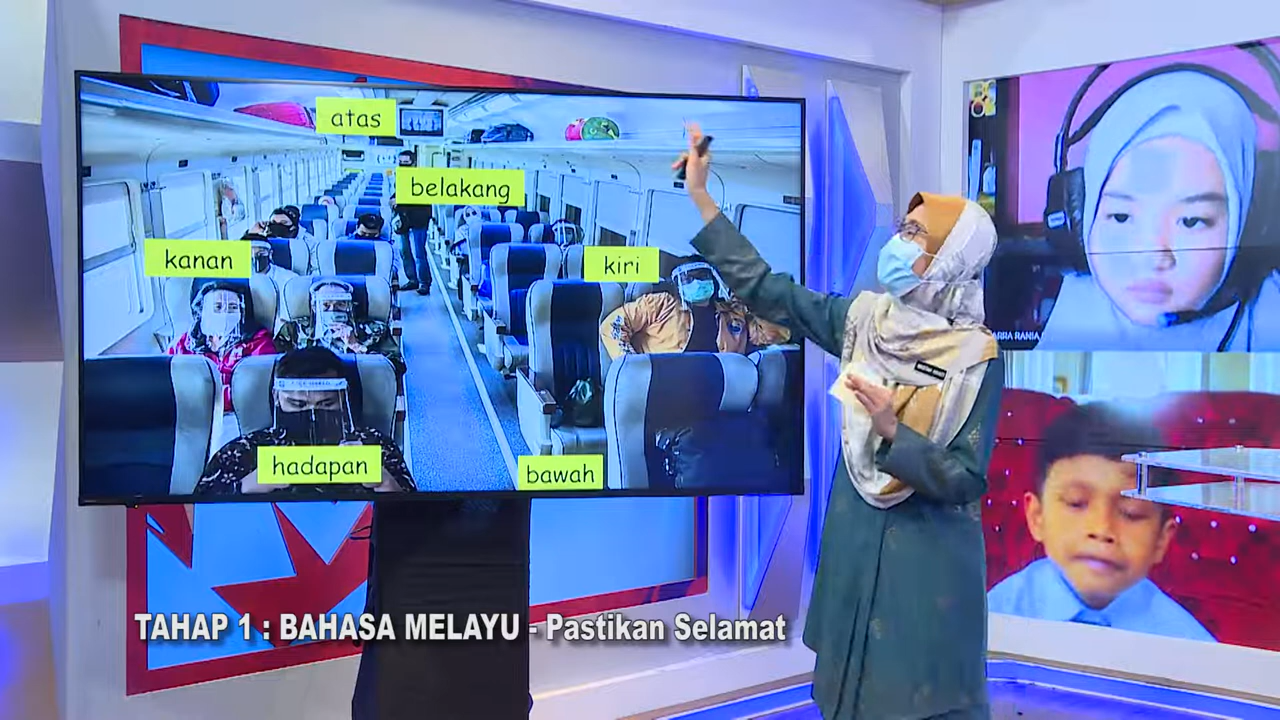 atas
belakang
kanan
kiri
hadapan
bawah
TAHAP 1 : BAHASA MELAYU - Pastikan Selamat